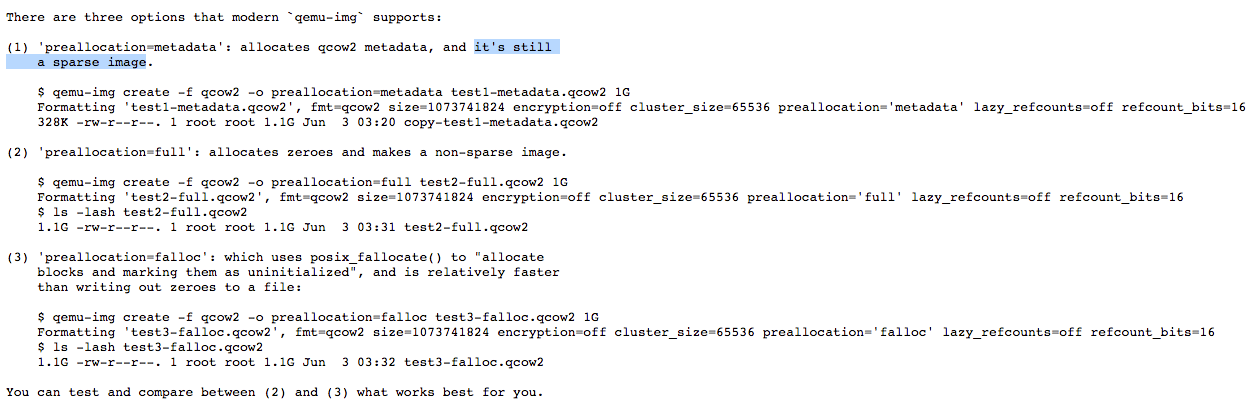 There are three options that modern `qemu-img` supports:
(1) 'preallocation=metadata': allocates qcow2 metadata, and it's still
a sparse image.
$ qemu-img create -f qcow2 -o preallocation=metadata test1-metadata.qcow2 1G
Formatting 'test1-metadata.qcow2', fmt=qcow2 size=1073741824 encryption=off cluster_size=65536 preallocation='metadata' lazy_refcounts=off refcount_bits=16
328K -rw-r--r--. 1 root root 1.1G Jun  3 03:20 copy-test1-metadata.qcow2
(2) 'preallocation=full': allocates zeroes and makes a non-sparse image.
$ qemu-img create -f qcow2 -o preallocation=full test2-full.qcow2 1G
Formatting 'test2-full.qcow2', fmt=qcow2 size=1073741824 encryption=off cluster_size=65536 preallocation='full' lazy_refcounts=off refcount_bits=16
$ ls -lash test2-full.qcow2
1.1G -rw-r--r--. 1 root root 1.1G Jun  3 03:31 test2-full.qcow2
(3) 'preallocation=falloc': which uses posix_fallocate() to "allocate
blocks and marking them as uninitialized", and is relatively faster
than writing out zeroes to a file:
$ qemu-img create -f qcow2 -o preallocation=falloc test3-falloc.qcow2 1G
Formatting 'test3-falloc.qcow2', fmt=qcow2 size=1073741824 encryption=off cluster_size=65536 preallocation='falloc' lazy_refcounts=off refcount_bits=16
$ ls -lash test3-falloc.qcow2
1.1G -rw-r--r--. 1 root root 1.1G Jun  3 03:32 test3-falloc.qcow2
You can test and compare between (2) and (3) what works best for you.